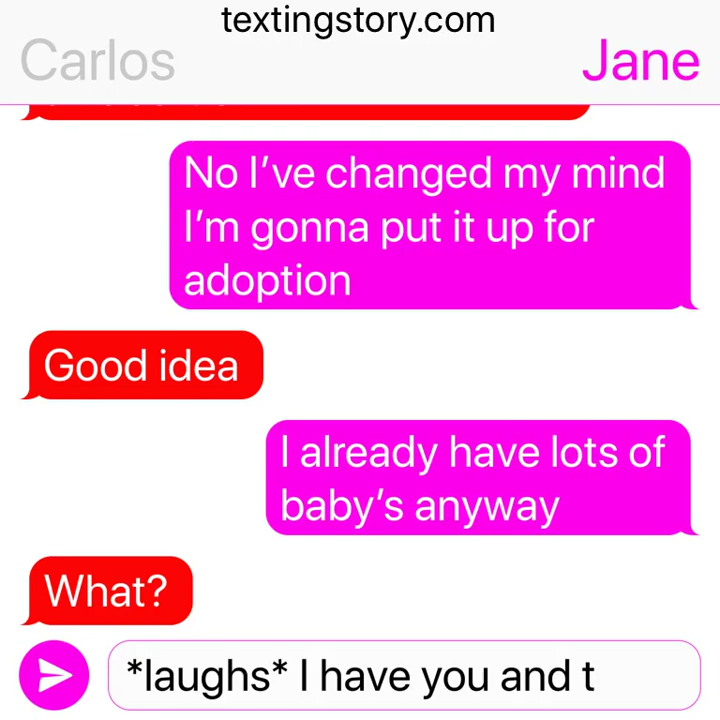 textingstory.com
Carlos
Jane
No I’ve changed my mind
I’m gonna put it up for
adoption
Good idea
I already have lots of
baby’s anyway
What?
*laughs* I have you and t